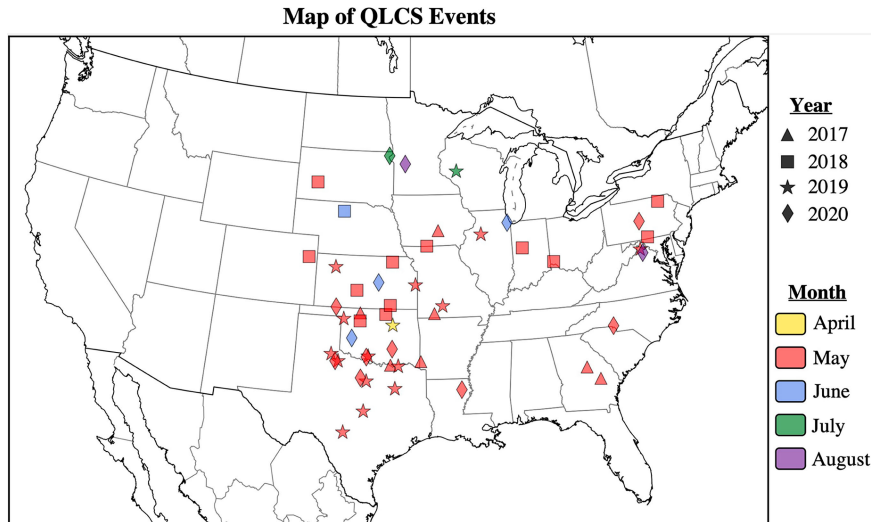 Map of QLCS Events
Year
2017
2018
2019
2020
Month
April
May
June
July
August